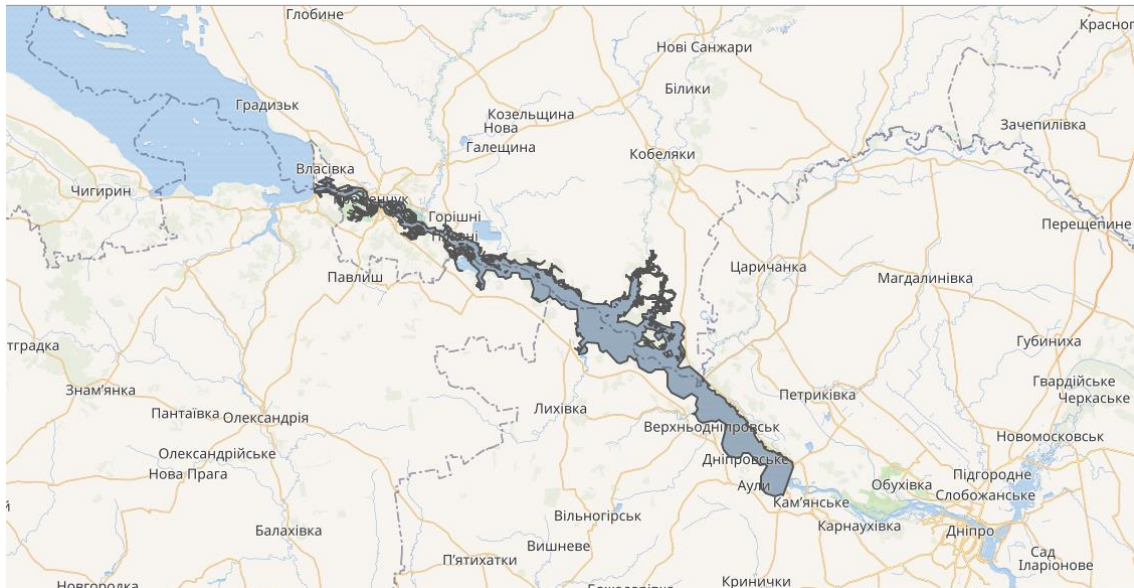 Глобине
Красног
Нові Санжари
Білики
Градизьк
Козельщина
Нова
Галещина
Зачепилівка
Кобеляки
Власівка
Чигирин
Горішні
Перещепине
Царичанка
Магдалинівка
Павлиш
Губиниха
тградка
Гвардійське
Черкаське
Знам'янка
Петриківка
Пантаївка
Олександрія
Лихівка
Верхньодніпровськ
Новомосковськ
Олександрійське
Дніпровське
Нова Прага
Підгородне
Аули
Обухівка
Слобожанське
Кам'янське
Вільногірськ
Карнаухівка
Дніпро
Балахівка
Вишневе
Сад
П'ятихатки
Іларіонове
Кринички
Новгородка